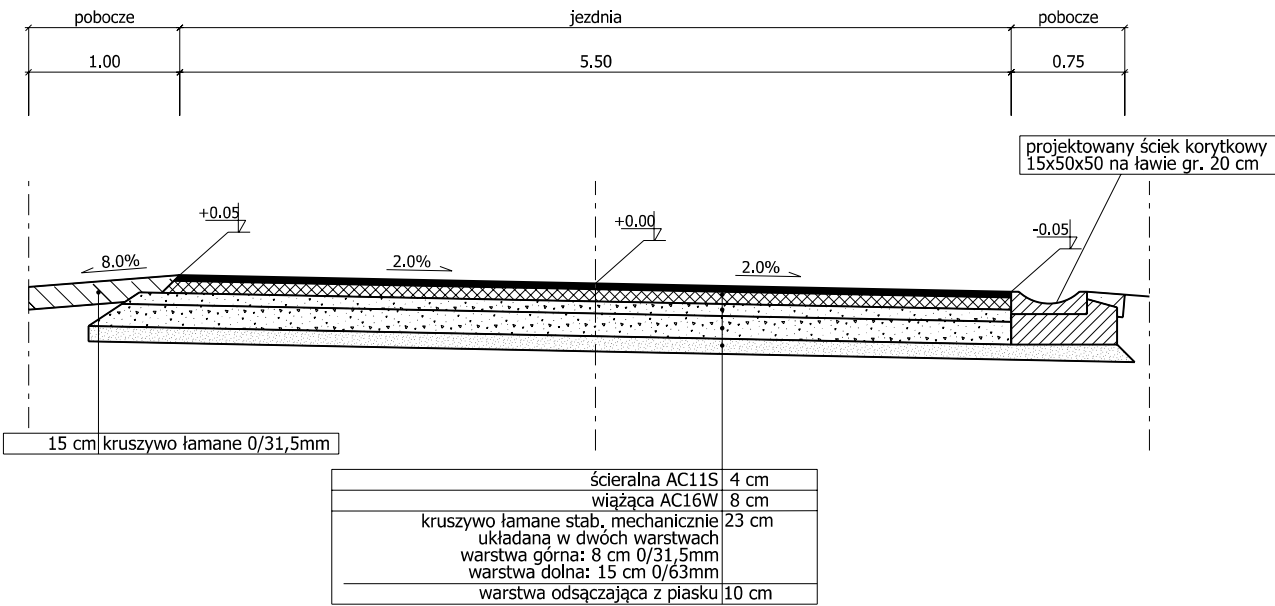 pobocze
jezdnia
pobocze
1.00
5.50
0.75
projektowany ściek korytkowy
15x50x50 na ławie gr. 20 cm
+0.05
+0.00
-0.05
8.0%
2.0%
2.0%
15 cm kruszywo łamane 0/31,5mm
ścieralna AC11S 4 cm
wiążąca AC16W 8 cm
kruszywo łamane stab. mechanicznie 23 cm
układana w dwóch warstwach
warstwa górna: 8 cm 0/31,5mm
warstwa dolna: 15 cm 0/63mm
warstwa odsączająca z piasku 10 cm